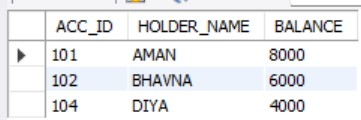 ACC_ID HOLDER_NAME BALANCE
101 AMAN 8000
102 BHAVNA 6000
104 DIYA 4000